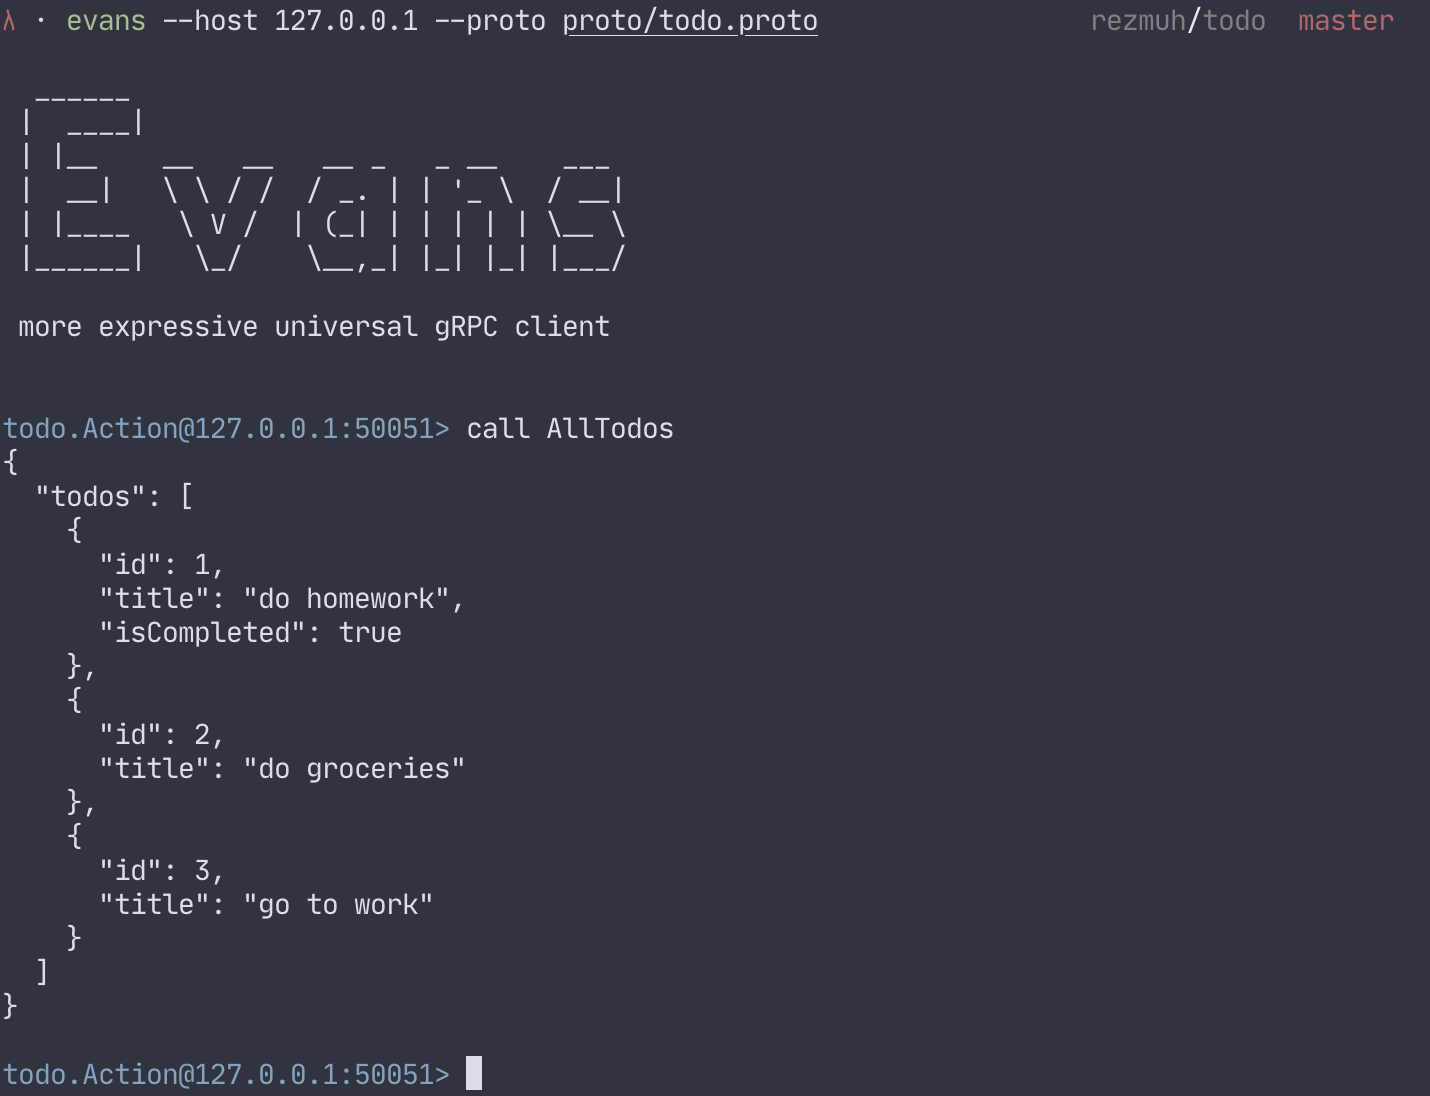 λ · evans --host 127.0.0.1 --proto proto/todo.proto rezmuh/todo master
  ______
 |  ____|
 | |__    __   __   __ _   _ __    ___
 |  __|   \ \ / /  / _. | | '_ \  / __|
 | |____   \ V /  | (_| | | | | | \__ \
 |______|   \_/    \__,_| |_| |_| |___/
 more expressive universal gRPC client
todo.Action@127.0.0.1:50051> call AllTodos
{
  "todos": [
    {
      "id": 1,
      "title": "do homework",
      "isCompleted": true
    },
    {
      "id": 2,
      "title": "do groceries"
    },
    {
      "id": 3,
      "title": "go to work"
    }
  ]
}
todo.Action@127.0.0.1:50051>